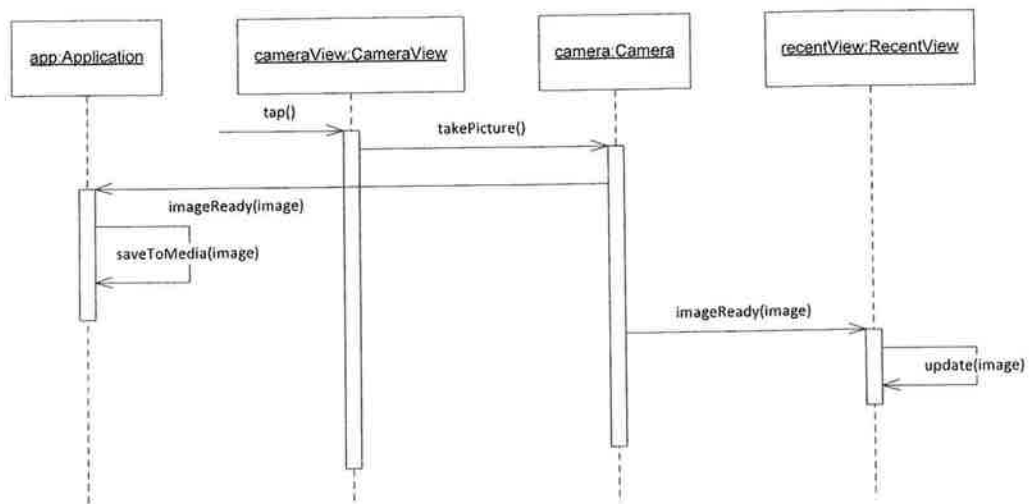 app:Application
cameraView:CameraView
camera:Camera
recentView:RecentView
tap()
takePicture()
imageReady(image)
saveToMedia(image)
imageReady(image)
update(image)